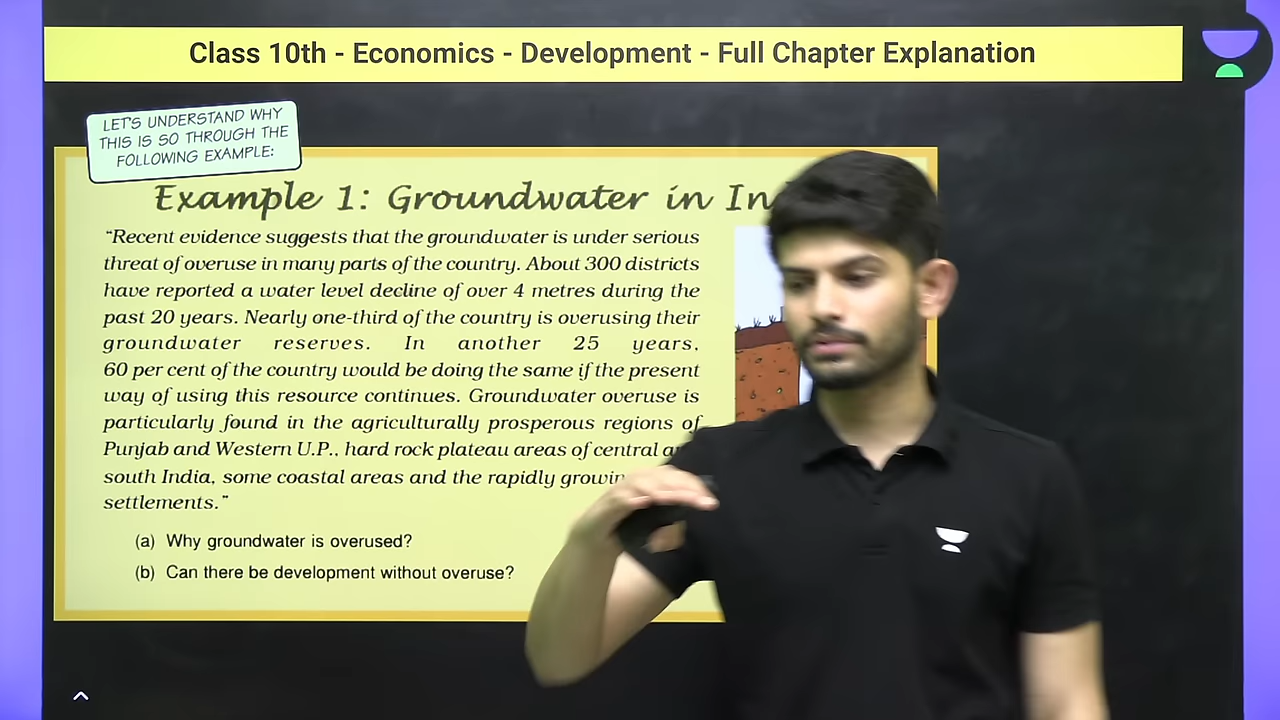 Class 10th - Economics - Development - Full Chapter Explanation
LET'S UNDERSTAND WHY
THIS IS SO THROUGH THE
FOLLOWING EXAMPLE:
Example 1: Groundwater in
"Recent evidence suggests that the groundwater is under serious
threat of overuse in many parts of the country. About 300 districts
have reported a water level decline of over 4 metres during the
past 20 years. Nearly one-third of the country is overusing their
groundwater reserves. In another 25 years,
60 per cent of the country would be doing the same if the present
way of using this resource continues. Groundwater overuse is
particularly found in the agriculturally prosperous regions of
Punjab and Western U.P., hard rock plateau areas of central
south India, some coastal areas and the rapidly
settlements."
(a) Why groundwater is overused?
(b) Can there be development without overuse?